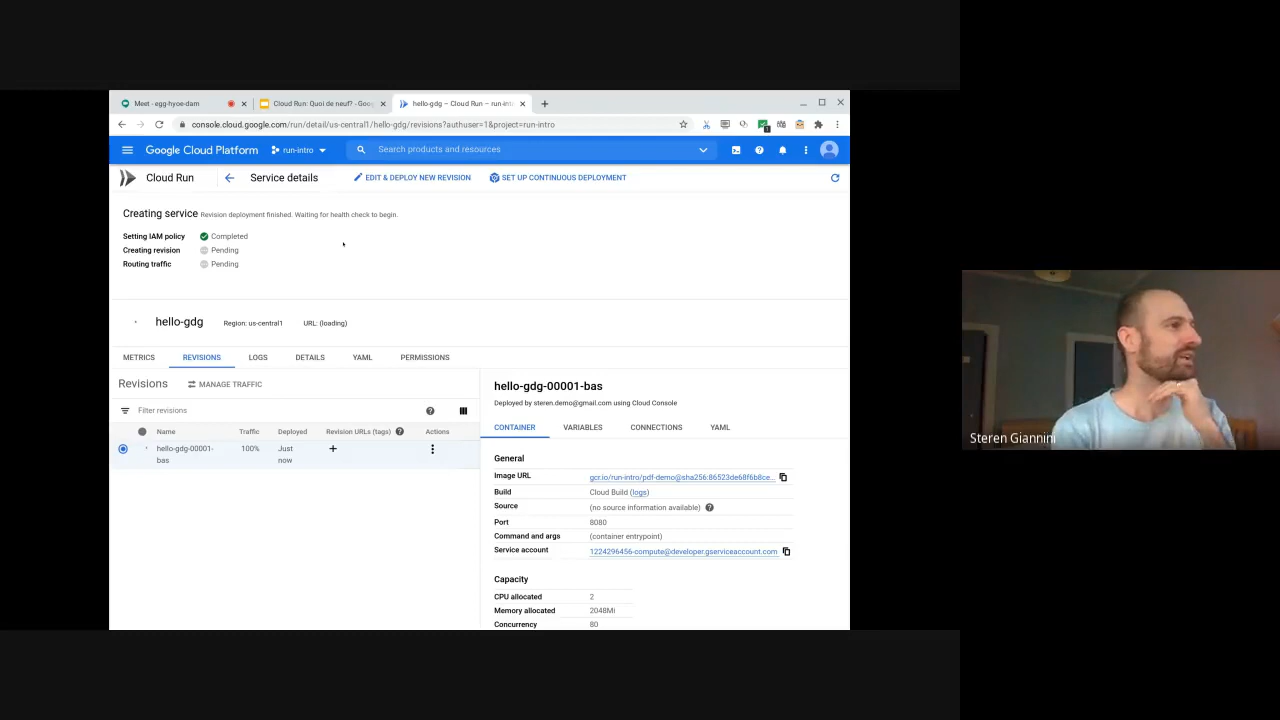 Meet - egg-hyoe-dam
Cloud Run: Quoi de neuf? - Goo
hello-gdg – Cloud Run – run-int
console.cloud.google.com/run/detail/us-central1/hello-gdg/revisions?authuser=1&project=run-intro
Google Cloud Platform
run-intro
Search products and resources
Cloud Run
Service details
EDIT & DEPLOY NEW REVISION
SET UP CONTINUOUS DEPLOYMENT
Creating service Revision deployment finished. Waiting for health check to begin.
Setting IAM policy Completed
Creating revision Pending
Routing traffic Pending
hello-gdg Region: us-central1 URL: (loading)
METRICS REVISIONS LOGS DETAILS YAML PERMISSIONS
Revisions MANAGE TRAFFIC
Filter revisions
Name Traffic Deployed Revision URLs (tags) Actions
hello-gdg-00001- 100% Just
bas now
hello-gdg-00001-bas
Deployed by steren.demo@gmail.com using Cloud Console
CONTAINER VARIABLES CONNECTIONS YAML
General
Image URL gcr.io/run-intro/pdf-demo@sha256:86523de68f6b8ce...
Build Cloud Build (logs)
Source (no source information available)
Port 8080
Command and args (container entrypoint)
Service account 1224296456-compute@developer.gserviceaccount.com
Capacity
CPU allocated 2
Memory allocated 2048Mi
Concurrency 80
Steren Giannini